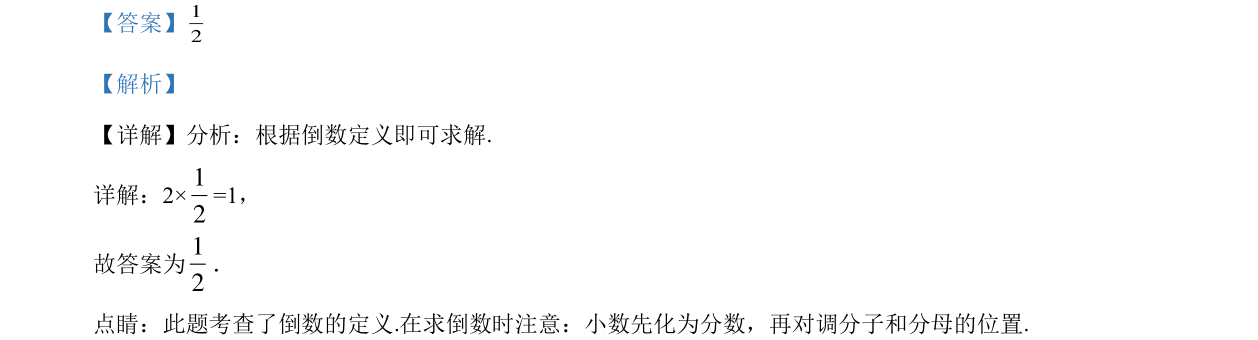 【答案】1/2
【解析】
【详解】分析：根据倒数定义即可求解.
详解：2×1/2=1，
故答案为1/2.
点睛：此题考查了倒数的定义.在求倒数时注意：小数先化为分数，再对调分子和分母的位置.